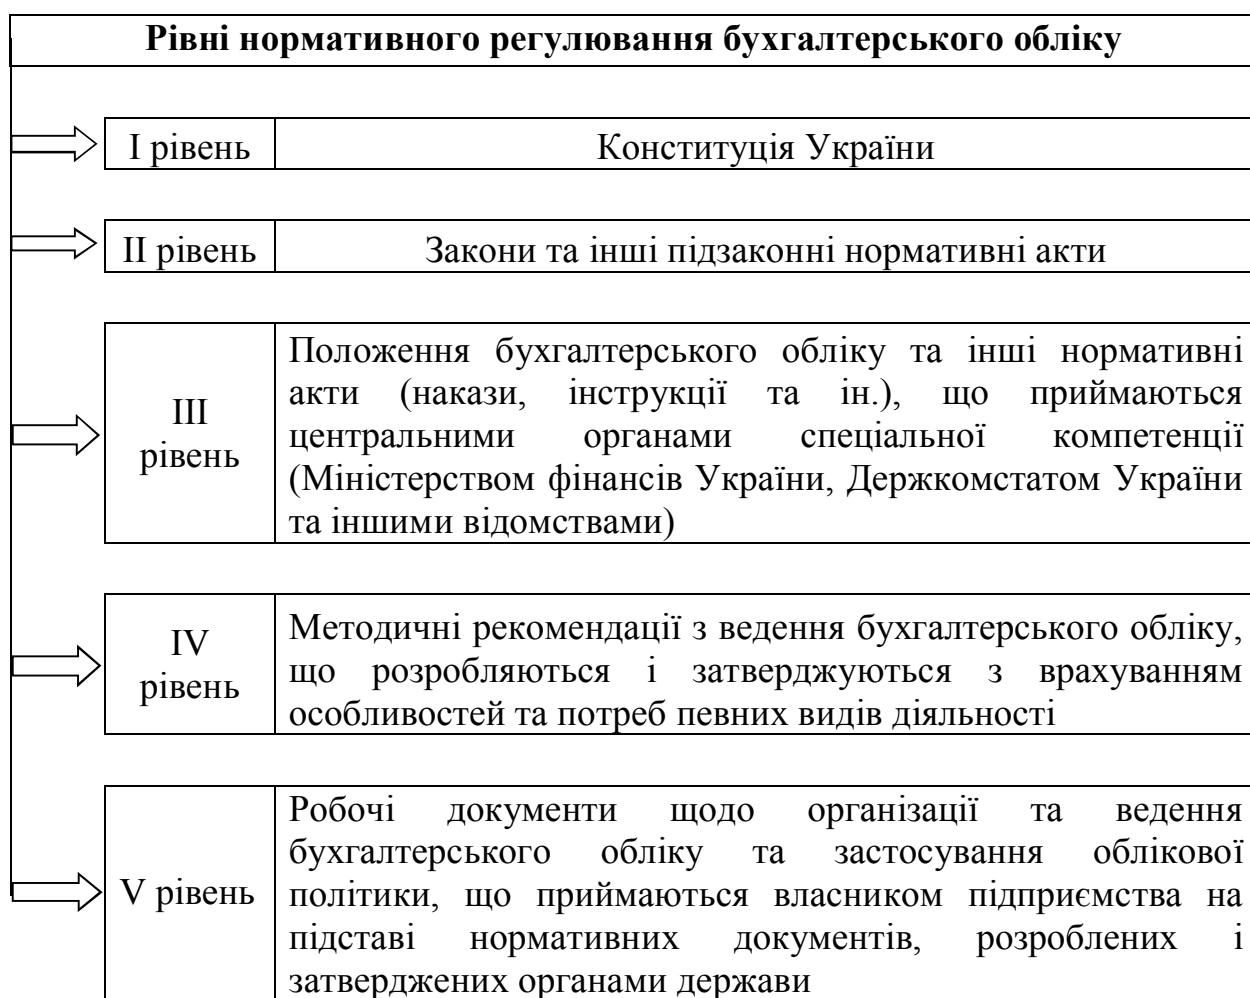 Рівні нормативного регулювання бухгалтерського обліку
I рівень
Конституція України
II рівень
Закони та інші підзаконні нормативні акти
III
рівень
Положення бухгалтерського обліку та інші нормативні
акти (накази, інструкції та ін.), що приймаються
центральними органами спеціальної компетенції
(Міністерством фінансів України, Держкомстатом України
та іншими відомствами)
IV
рівень
Методичні рекомендації з ведення бухгалтерського обліку,
що розробляються і затверджуються з врахуванням
особливостей та потреб певних видів діяльності
V рівень
Робочі документи щодо організації та ведення
бухгалтерського обліку та застосування облікової
політики, що приймаються власником підприємства на
підставі нормативних документів, розроблених і
затверджених органами держави